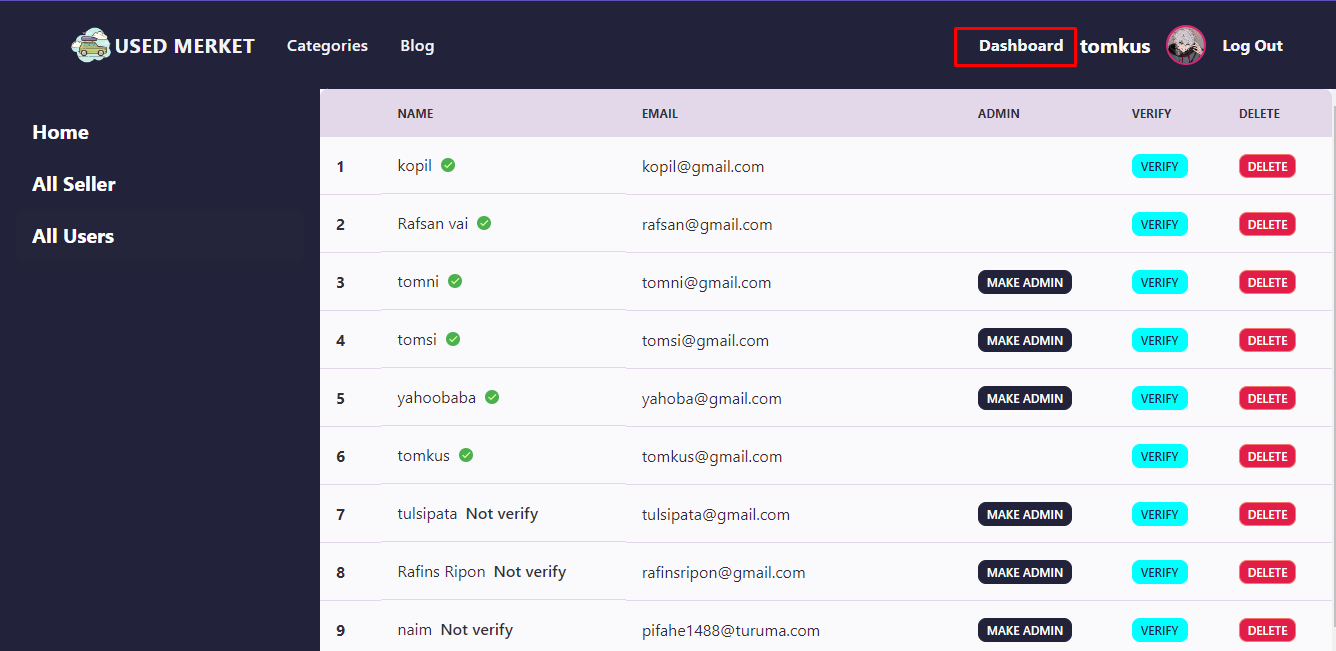 USED MERKET Categories Blog Dashboard tomkus Log Out
Home
All Seller
All Users
NAME EMAIL ADMIN VERIFY DELETE
1 kopil kopil@gmail.com VERIFY DELETE
2 Rafsan vai rafsan@gmail.com VERIFY DELETE
3 tomni tomni@gmail.com MAKE ADMIN VERIFY DELETE
4 tomsi tomsi@gmail.com MAKE ADMIN VERIFY DELETE
5 yahoobaba yahoba@gmail.com MAKE ADMIN VERIFY DELETE
6 tomkus tomkus@gmail.com VERIFY DELETE
7 tulsipata Not verify tulsipata@gmail.com MAKE ADMIN VERIFY DELETE
8 Rafins Ripon Not verify rafinsripon@gmail.com MAKE ADMIN VERIFY DELETE
9 naim Not verify pifahe1488@turuma.com MAKE ADMIN VERIFY DELETE